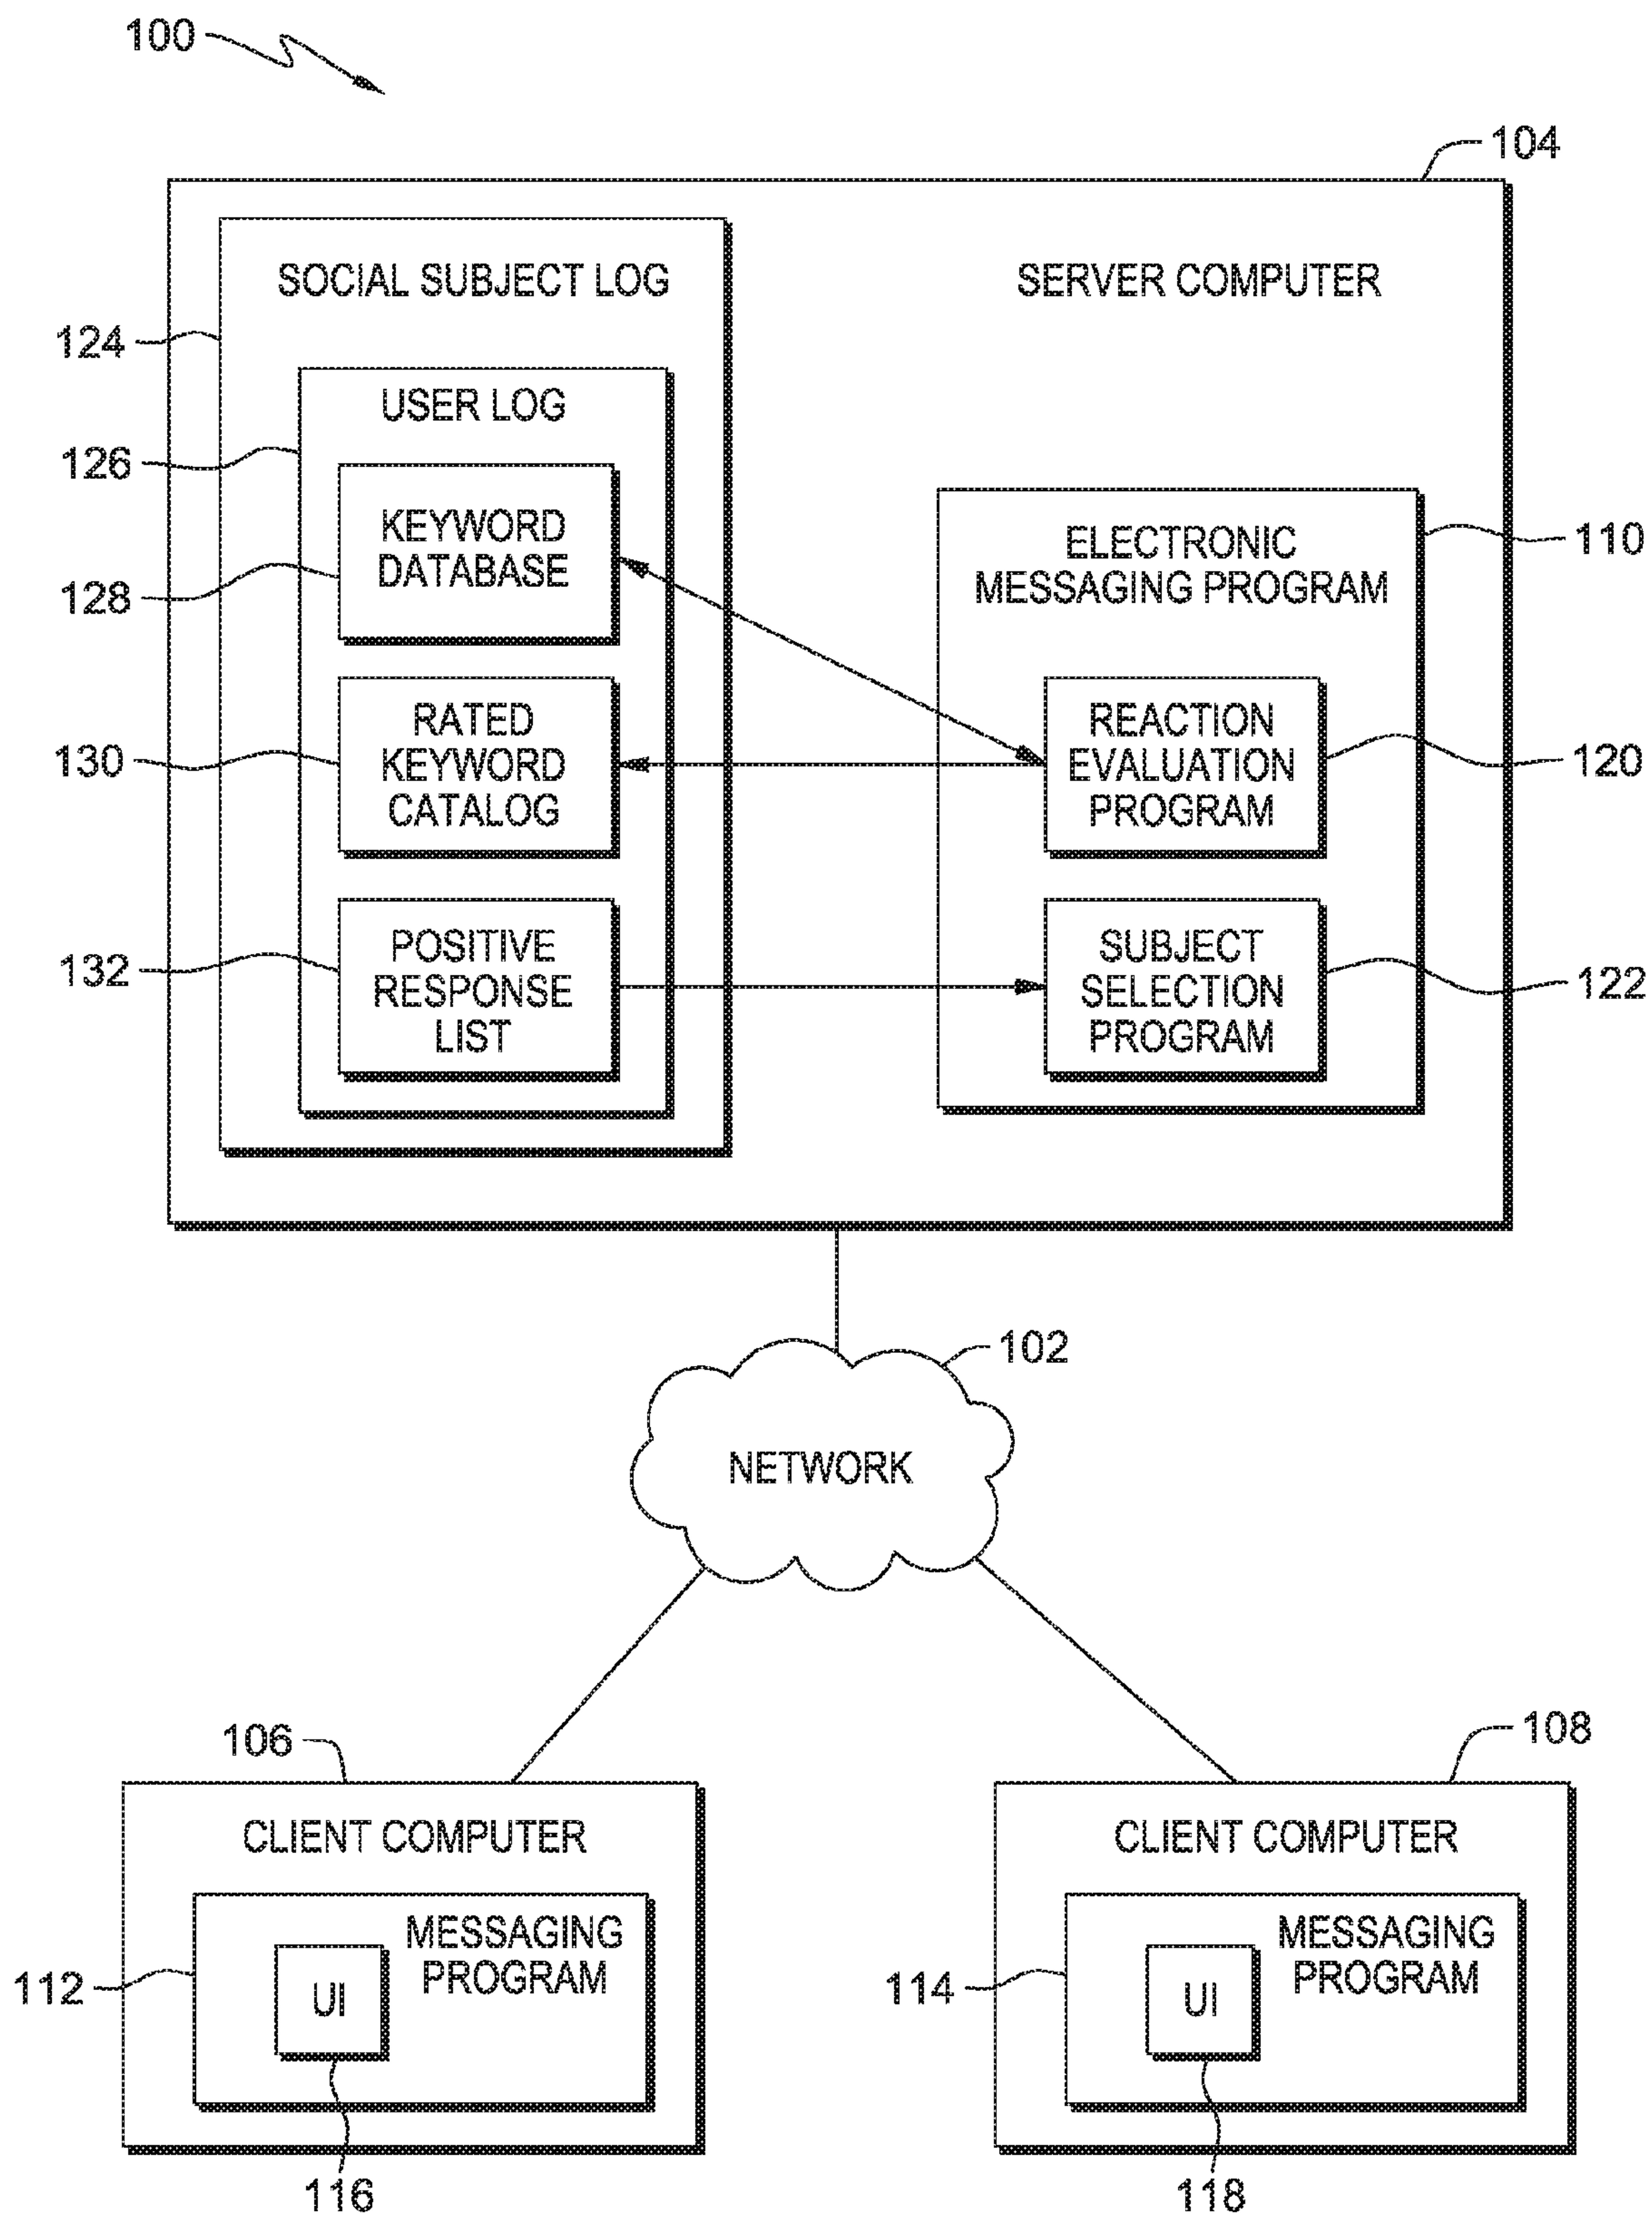 100
104
SOCIAL SUBJECT LOG
SERVER COMPUTER
124
USER LOG
126
KEYWORD
DATABASE
128
ELECTRONIC
MESSAGING PROGRAM
110
RATED
KEYWORD
CATALOG
130
REACTION
EVALUATION
PROGRAM
120
POSITIVE
RESPONSE
LIST
132
SUBJECT
SELECTION
PROGRAM
122
102
NETWORK
106
CLIENT COMPUTER
MESSAGING
PROGRAM
112
UI
116
108
CLIENT COMPUTER
MESSAGING
PROGRAM
114
UI
118